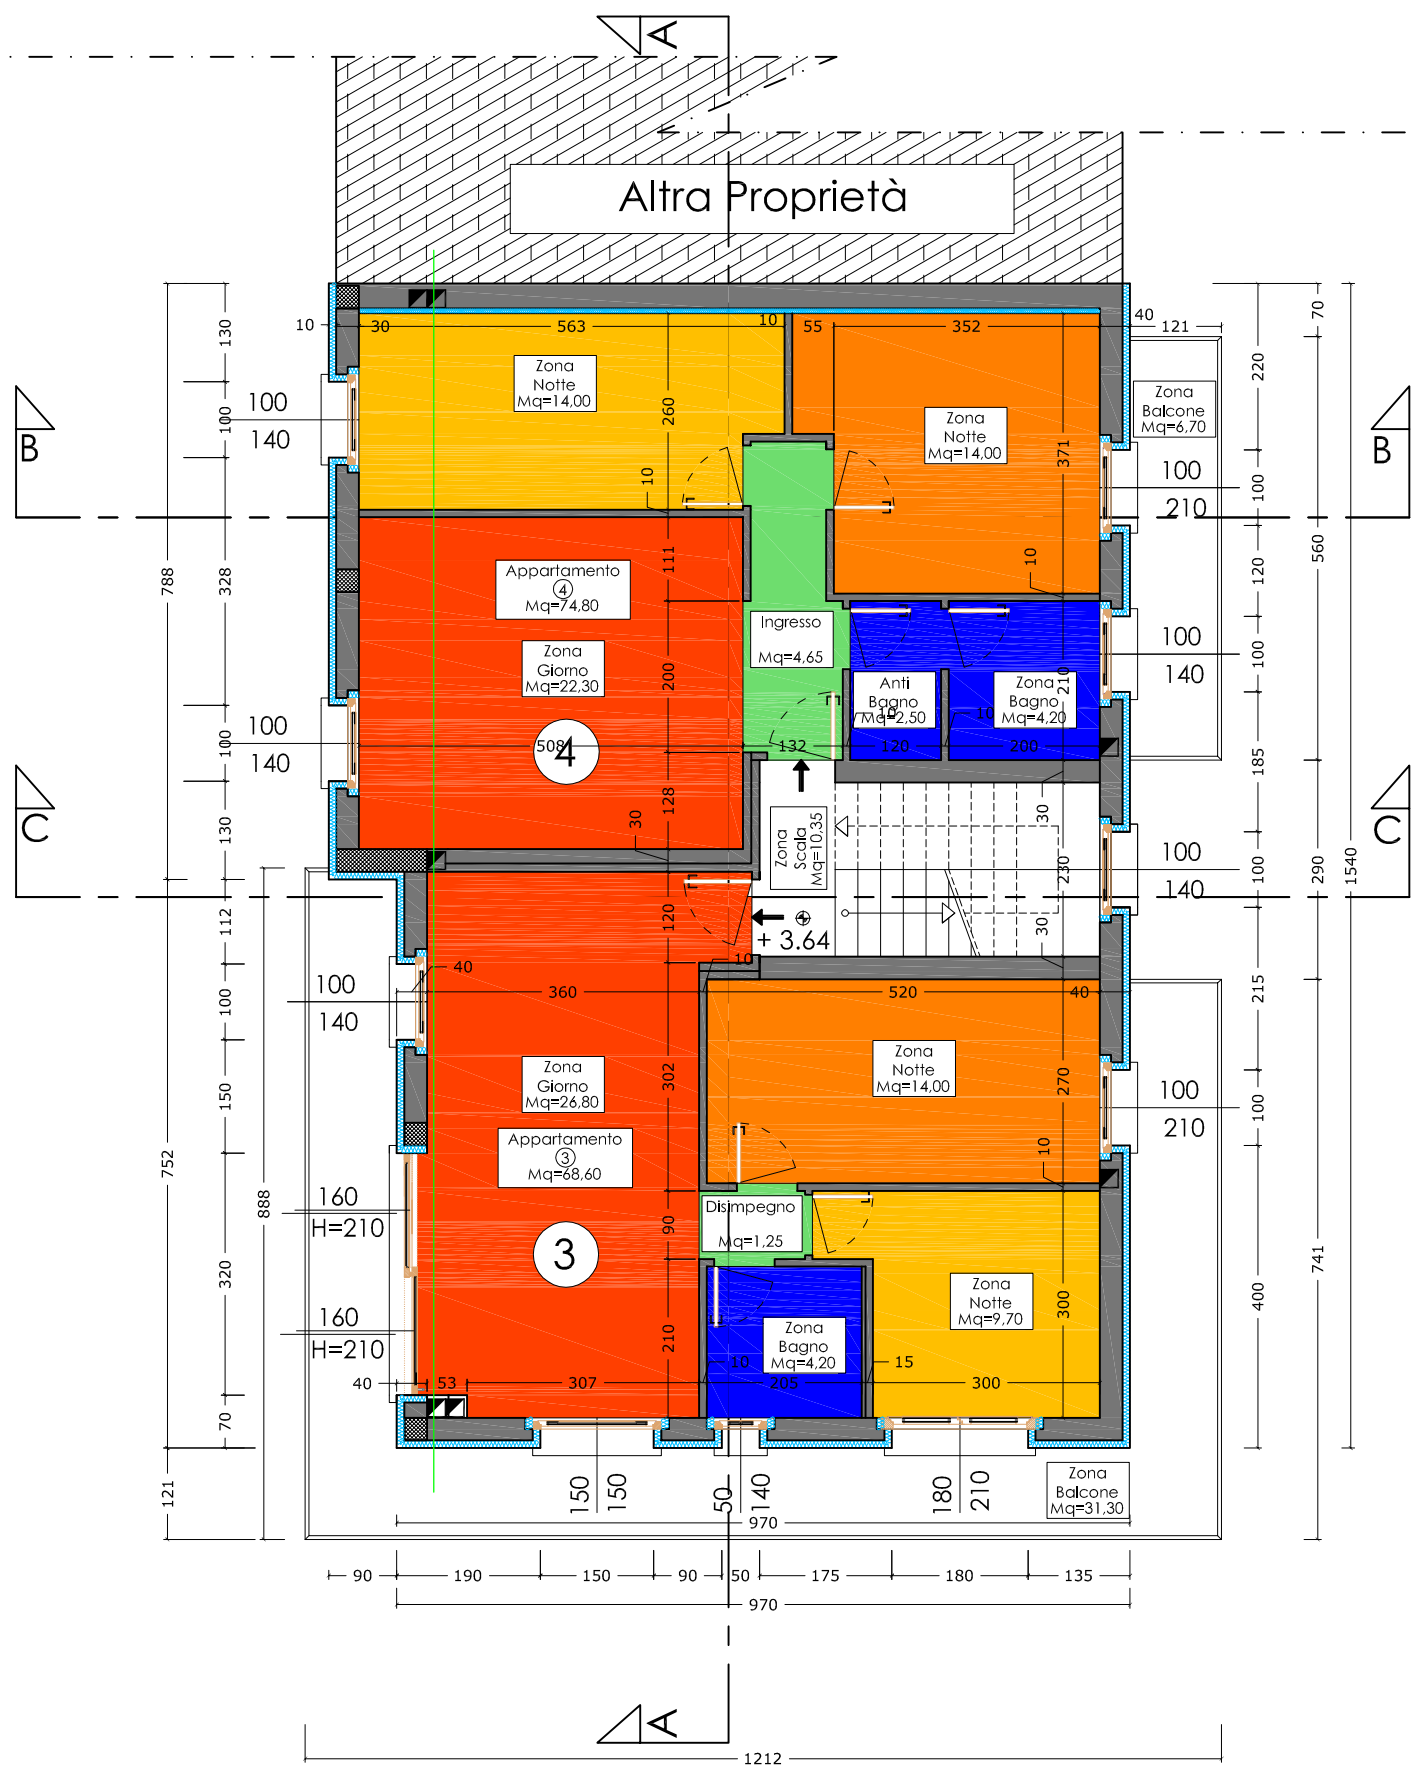 A
Altra Proprietà
10
30
563
10
55
352
40
121
130
70
Zona
Notte
Mq=14,00
Zona
Balcone
Mq=6,70
220
100
140
100
260
Zona
Notte
Mq=14,00
371
B
B
100
210
100
10
788
328
111
10
120
560
Appartamento
4
Mq=74,80
Ingresso
Mq=4,65
100
140
100
Zona
Giorno
Mq=22,30
200
210
Anti
Bagno
Mq=2,50
Zona
Bagno
Mq=4,20
10
10
100
140
100
508
4
132
120
200
185
C
C
130
128
30
30
Zona
Scala
Mq=10,35
100
140
100
230
290
1540
112
120
+ 3.64
30
40
10
100
140
100
360
520
40
215
Zona
Giorno
Mq=26,80
302
Zona
Notte
Mq=14,00
270
100
210
100
150
Appartamento
3
Mq=68,60
10
752
888
160
H=210
90
Disimpegno
Mq=1,25
3
320
741
Zona
Notte
Mq=9,70
300
400
160
H=210
210
Zona
Bagno
Mq=4,20
10
15
40
53
307
205
300
70
121
150
150
50
140
180
210
Zona
Balcone
Mq=31,30
970
90
190
150
90
50
175
180
135
970
A
1212